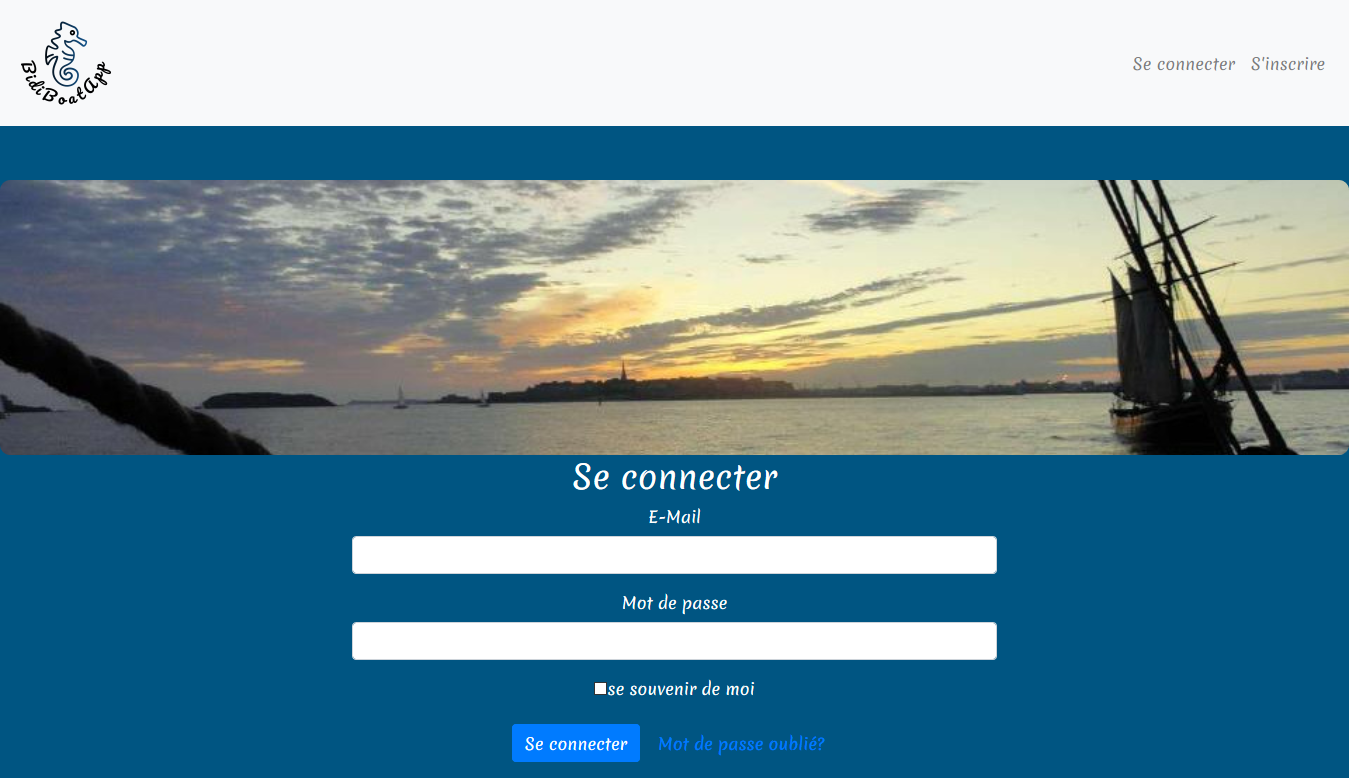 BidiBoatApp
Se connecter S'inscrire
Se connecter
E-Mail
Mot de passe
se souvenir de moi
Se connecter Mot de passe oublié?